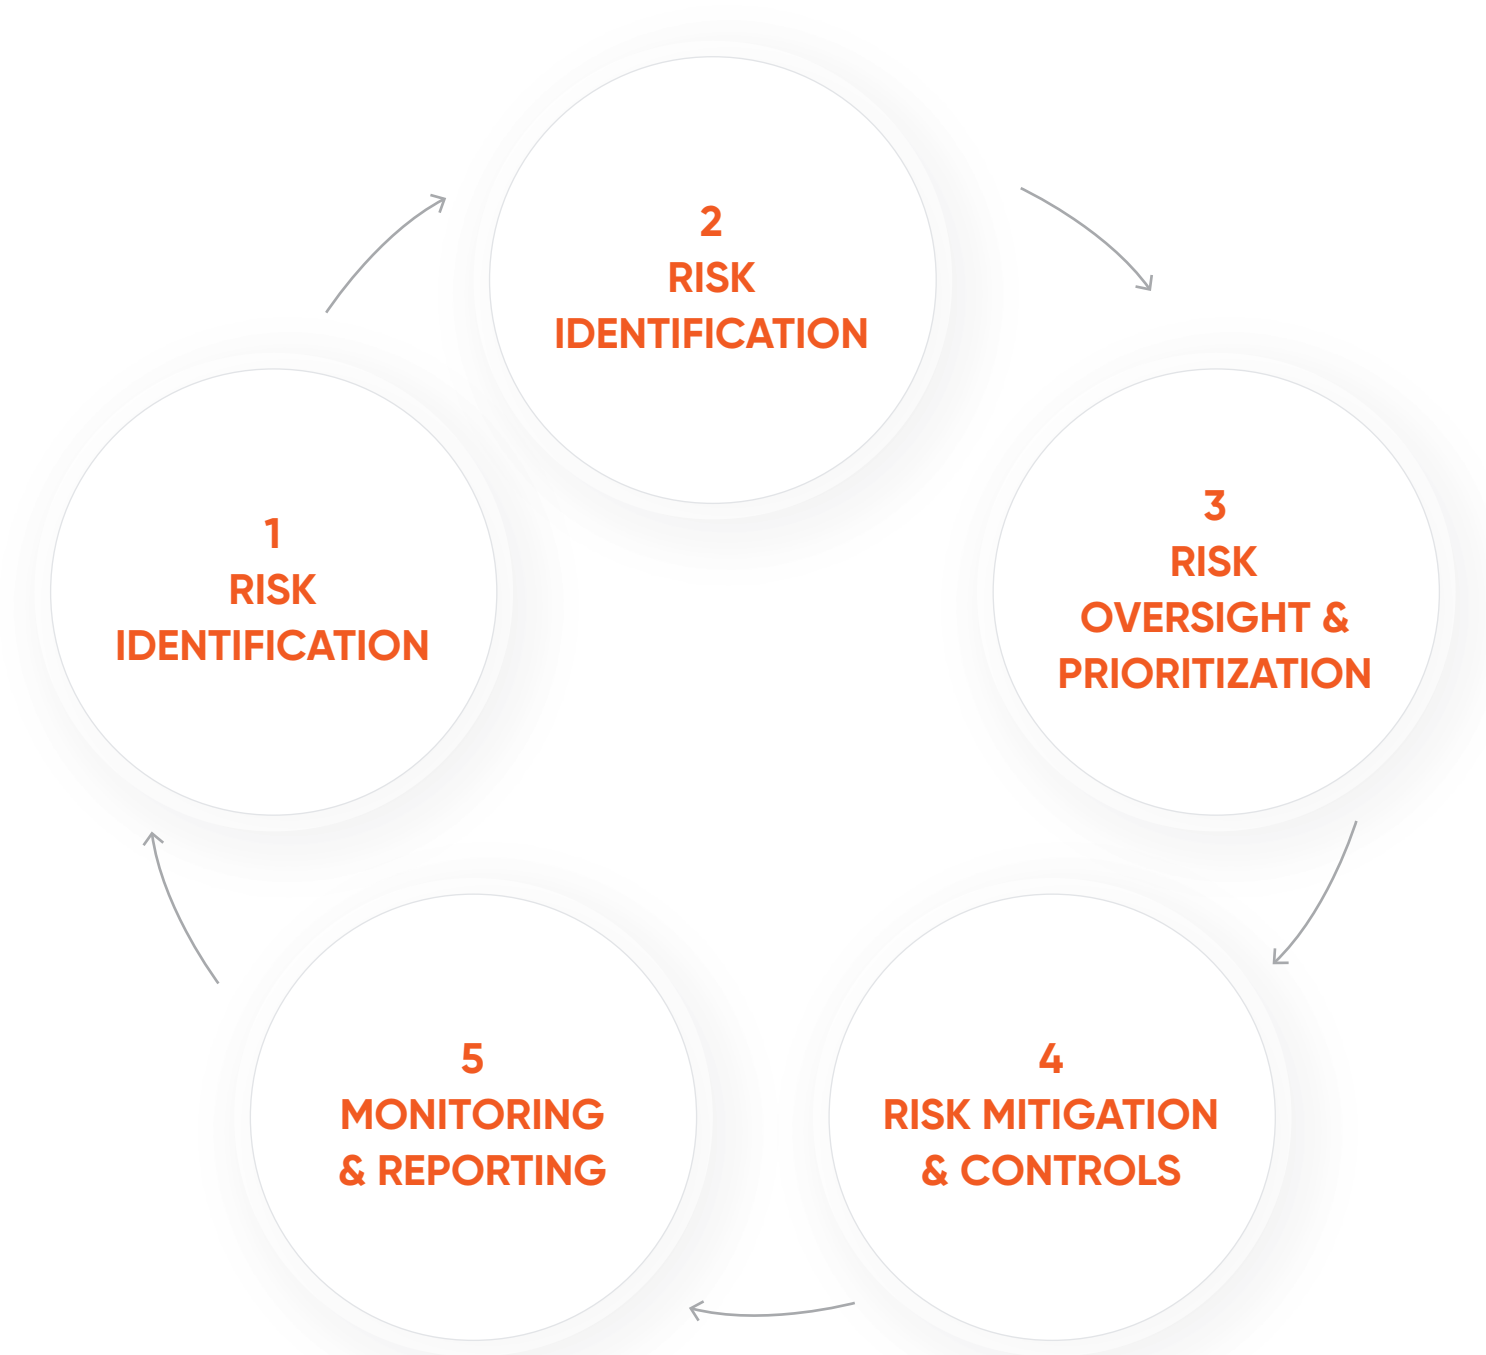 1
RISK
IDENTIFICATION
2
RISK
IDENTIFICATION
3
RISK
OVERSIGHT &
PRIORITIZATION
4
RISK MITIGATION
& CONTROLS
5
MONITORING
& REPORTING